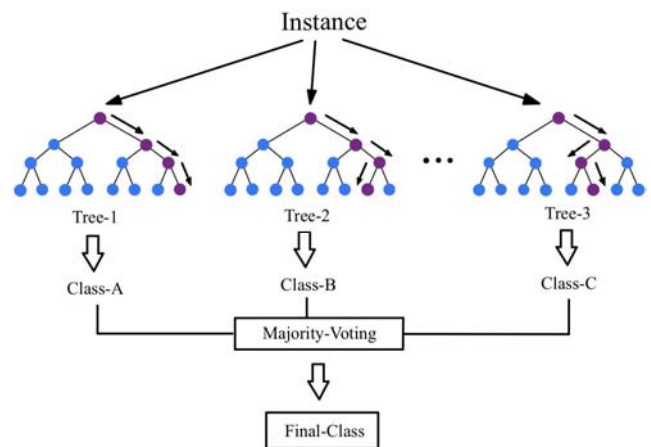 Instance
Tree-1
Tree-2
Tree-3
Class-A
Class-B
Class-C
Majority-Voting
Final-Class